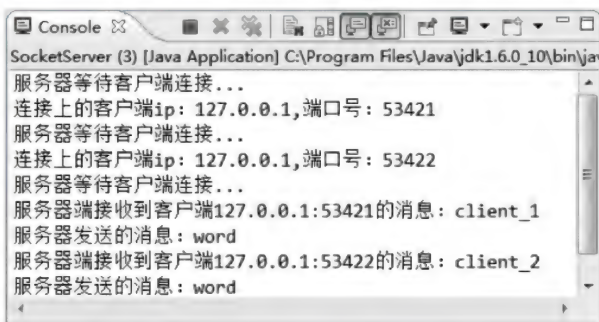 Console
SocketServer (3) [Java Application] C:\Program Files\Java\jdk1.6.0_10\bin\jav
服务器等待客户端连接...
连接上的客户端ip：127.0.0.1,端口号：53421
服务器等待客户端连接...
连接上的客户端ip：127.0.0.1,端口号：53422
服务器等待客户端连接...
服务器端接收到客户端127.0.0.1:53421的消息：client_1
服务器发送的消息：word
服务器端接收到客户端127.0.0.1:53422的消息：client_2
服务器发送的消息：word